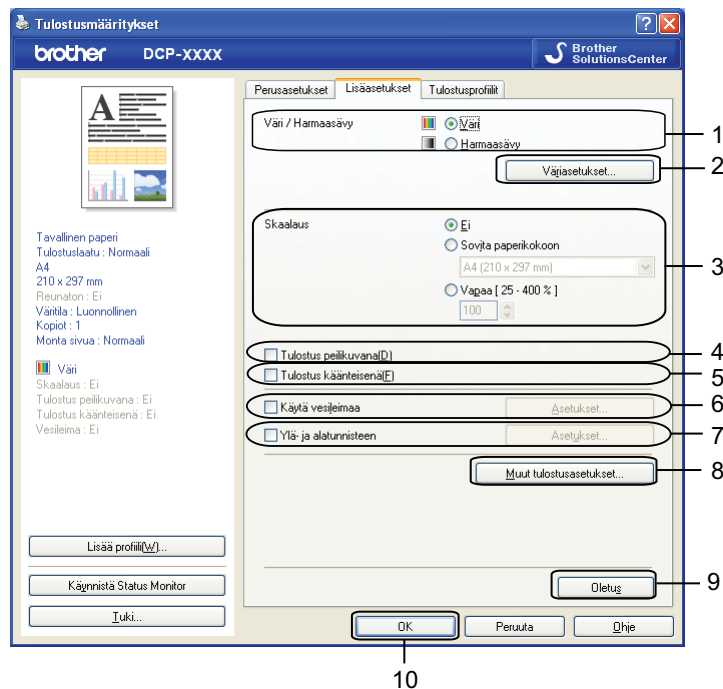 Tulostusmääritykset
brother DCP-XXXX Brother SolutionsCenter
Perusasetukset Lisäasetukset Tulostusprofiilit
A
Väri / Harmaasävy
Väri
Harmaasävy
1
Väriasetukset...
2
Skaalaus
Ei
Sovita paperikokoon
A4 (210 x 297 mm)
Vapaa [ 25 - 400 % ]
100
3
Tulostus peilikuvana(D)
4
Tulostus käänteisenä(F)
5
Käytä vesileimaa
Asetukset...
6
Ylä- ja alatunnisteen
Asetukset...
7
Muut tulostusasetukset...
8
Tavallinen paperi
Tulostuslaatu : Normaali
A4
210 x 297 mm
Reunaton : Ei
Väritila : Luonnollinen
Kopiot : 1
Monta sivua : Normaali
Väri
Skaalaus : Ei
Tulostus peilikuvana : Ei
Tulostus käänteisenä : Ei
Vesileima : Ei
Lisää profiili(W)...
Käynnistä Status Monitor
Tuki...
Oletus
9
OK
Peruuta
Ohje
10